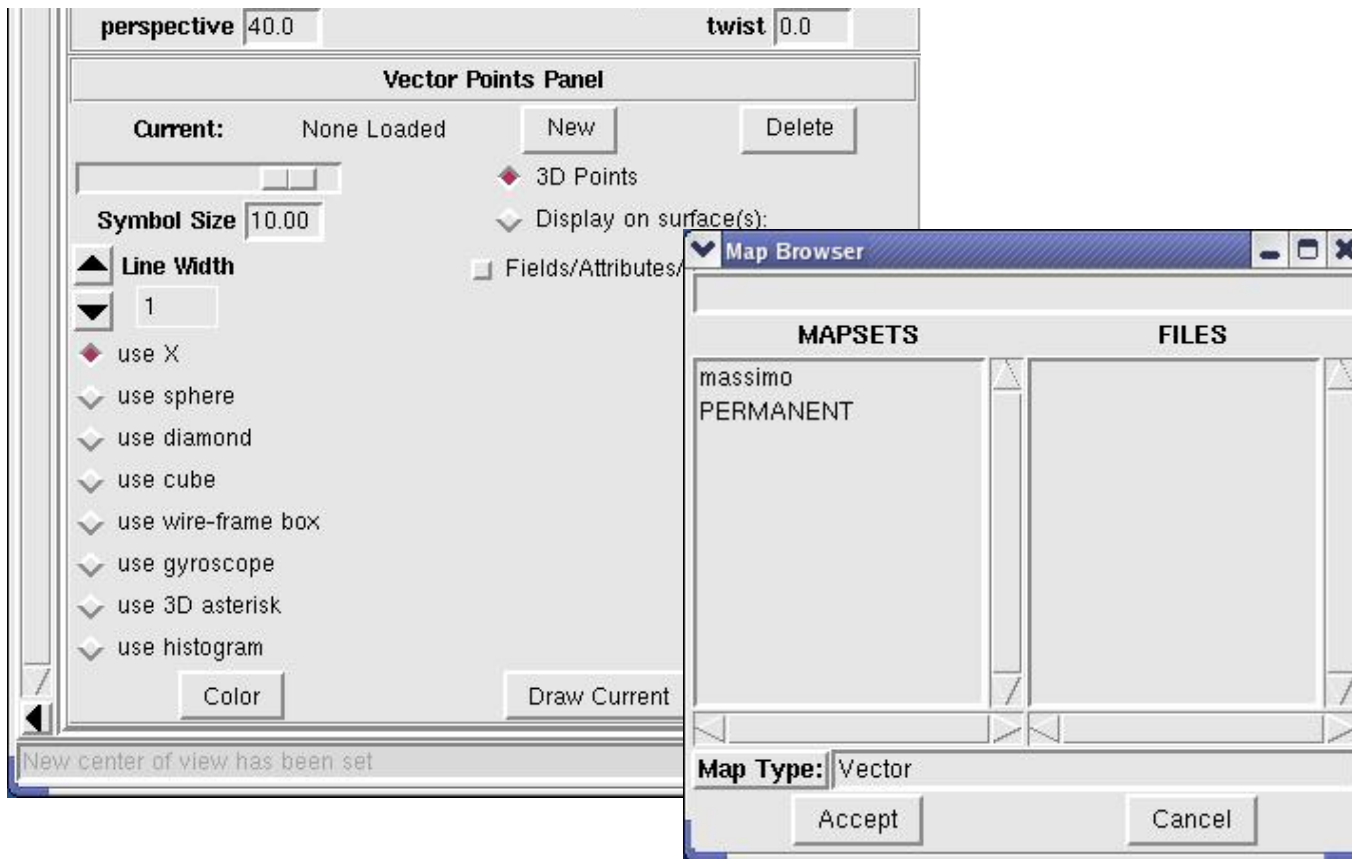 perspective 40.0 twist 0.0
Vector Points Panel
Current: None Loaded New Delete
3D Points
Symbol Size 10.00 Display on surface(s):
Line Width Fields/Attributes/
1
use X
use sphere
use diamond
use cube
use wire-frame box
use gyroscope
use 3D asterisk
use histogram
Color Draw Current
New center of view has been set
Map Browser
MAPSETS FILES
massimo
PERMANENT
Map Type: Vector
Accept Cancel